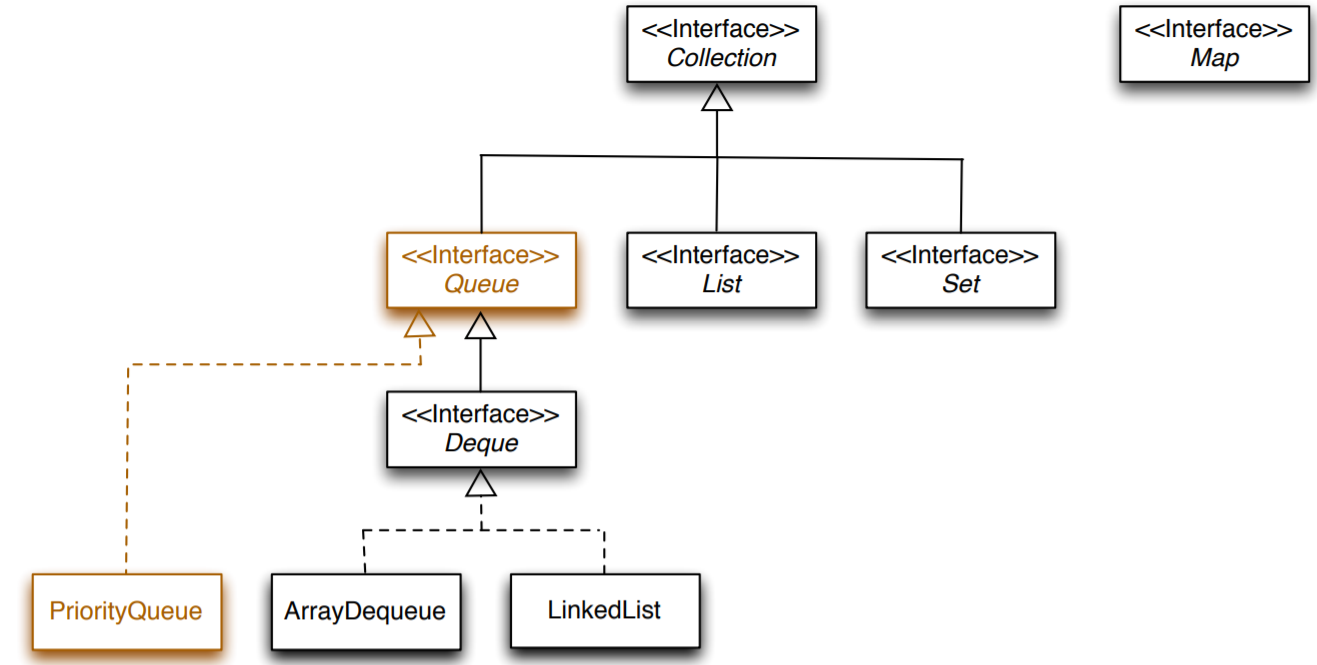 <<Interface>>
Collection
<<Interface>>
Map
<<Interface>>
Queue
<<Interface>>
List
<<Interface>>
Set
<<Interface>>
Deque
PriorityQueue
ArrayDequeue
LinkedList